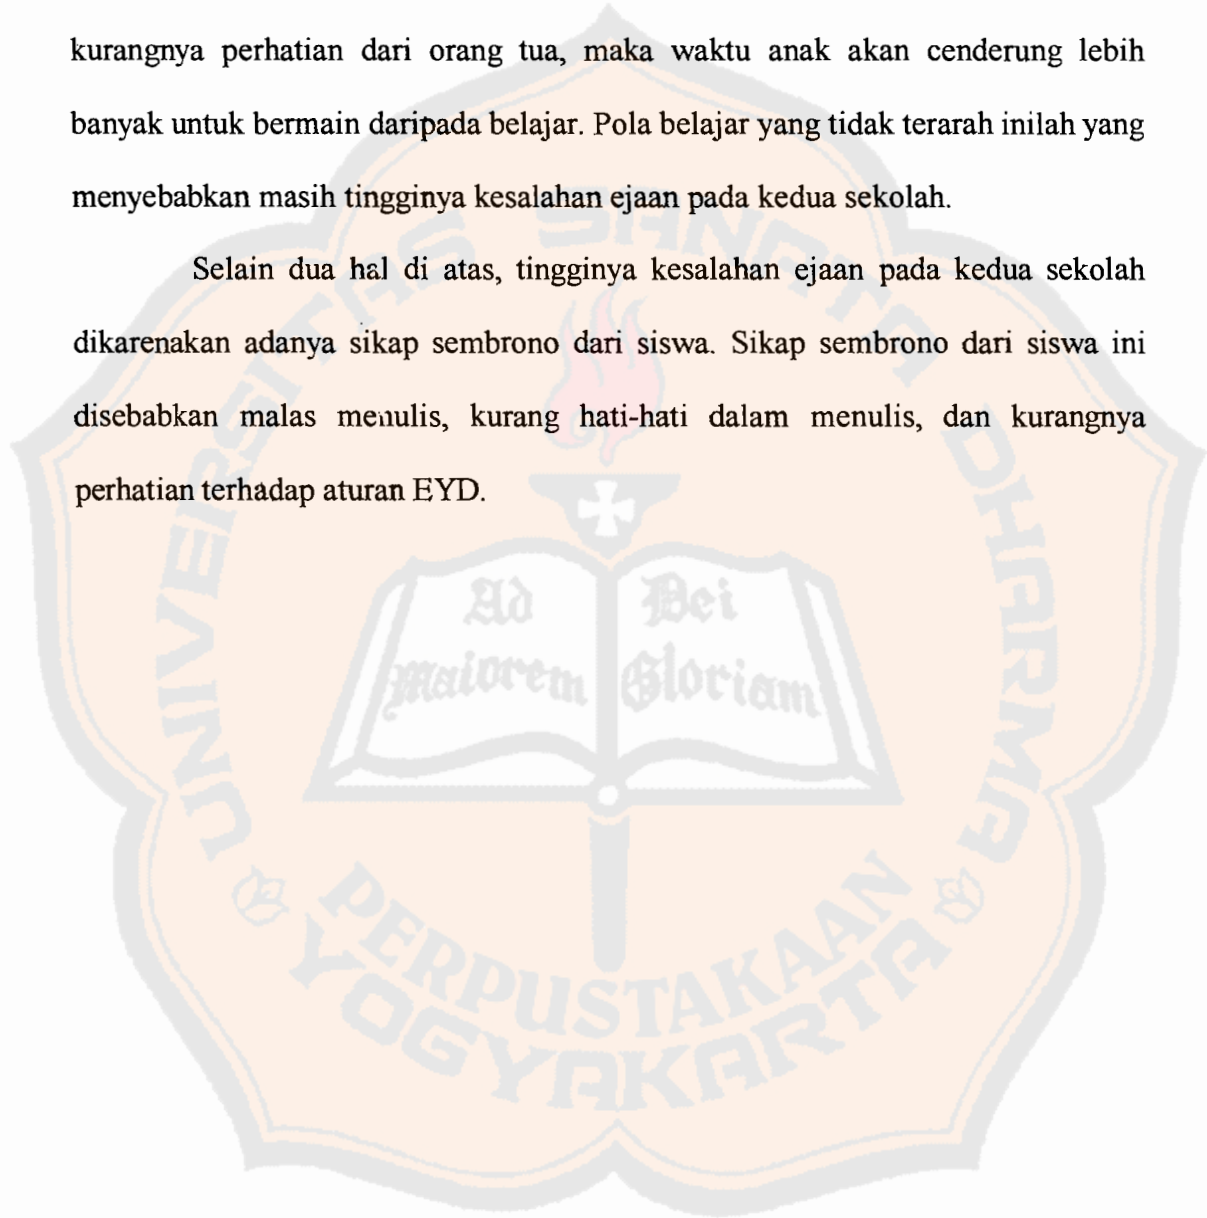 kurangnya perhatian dari orang tua, maka waktu anak akan cenderung lebih
banyak untuk bermain daripada belajar. Pola belajar yang tidak terarah inilah yang
menyebabkan masih tingginya kesalahan ejaan pada kedua sekolah.
Selain dua hal di atas, tingginya kesalahan ejaan pada kedua sekolah
dikarenakan adanya sikap sembrono dari siswa. Sikap sembrono dari siswa ini
disebabkan malas menulis, kurang hati-hati dalam menulis, dan kurangnya
perhatian terhadap aturan EYD.
UNIVERSITAS SANATA DHARMA
Ad Dei
maiorem Gloriam
PERPUSTAKAAN
YOGYAKARTA